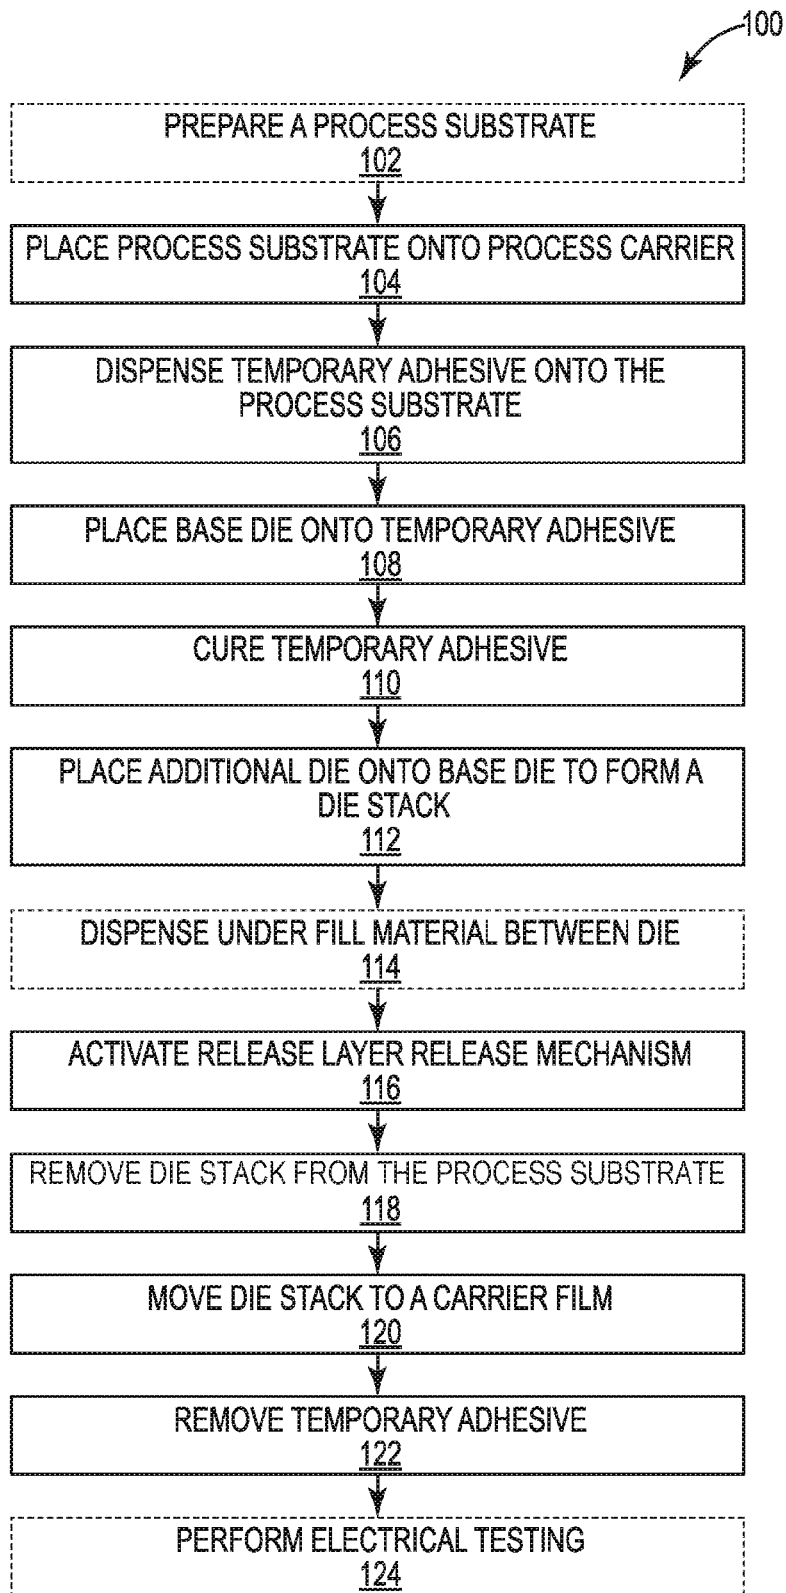 100
PREPARE A PROCESS SUBSTRATE
102
PLACE PROCESS SUBSTRATE ONTO PROCESS CARRIER
104
DISPENSE TEMPORARY ADHESIVE ONTO THE
PROCESS SUBSTRATE
106
PLACE BASE DIE ONTO TEMPORARY ADHESIVE
108
CURE TEMPORARY ADHESIVE
110
PLACE ADDITIONAL DIE ONTO BASE DIE TO FORM A
DIE STACK
112
DISPENSE UNDER FILL MATERIAL BETWEEN DIE
114
ACTIVATE RELEASE LAYER RELEASE MECHANISM
116
REMOVE DIE STACK FROM THE PROCESS SUBSTRATE
118
MOVE DIE STACK TO A CARRIER FILM
120
REMOVE TEMPORARY ADHESIVE
122
PERFORM ELECTRICAL TESTING
124